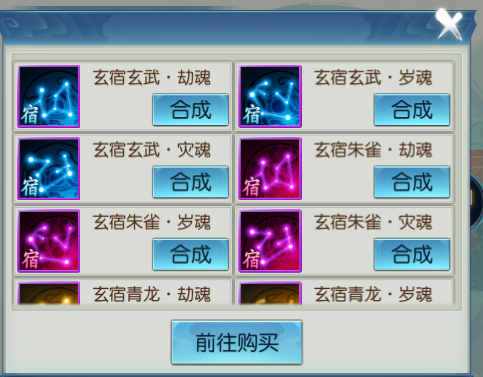 玄宿玄武·劫魂
玄宿玄武·岁魂
宿
合成
宿
合成
玄宿玄武·灾魂
玄宿朱雀·劫魂
宿
合成
宿
合成
玄宿朱雀·岁魂
玄宿朱雀·灾魂
宿
合成
宿
合成
玄宿青龙·劫魂
玄宿青龙·岁魂
前往购买